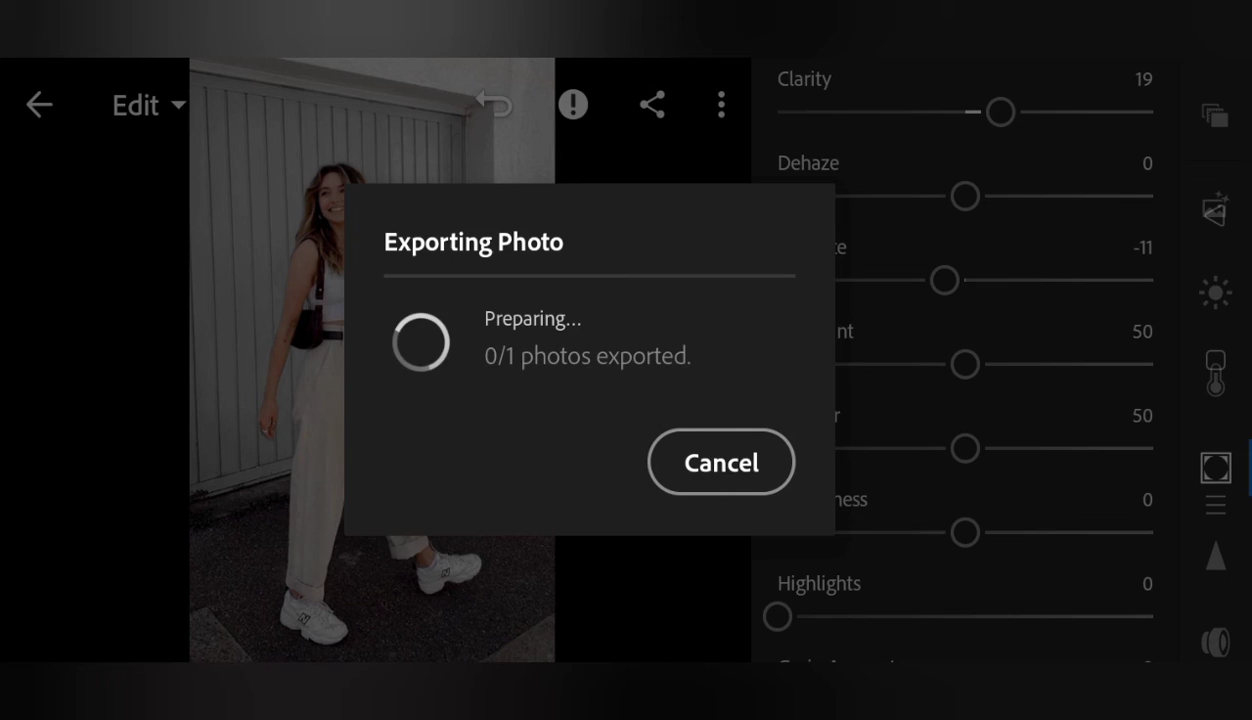 Edit
Clarity 19
Dehaze 0
-11
50
50
0
Highlights 0
Exporting Photo
Preparing...
0/1 photos exported.
Cancel
N
N